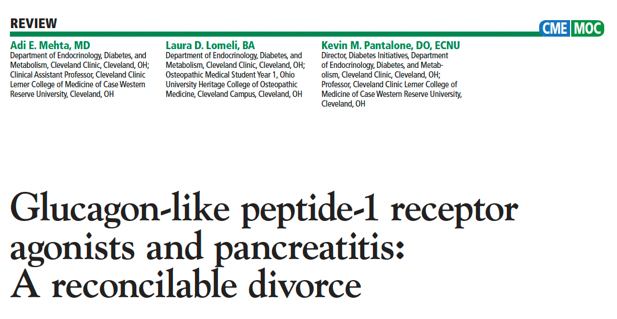 REVIEW
CME MOC
Adi E. Mehta, MD
Department of Endocrinology, Diabetes, and
Metabolism, Cleveland Clinic, Cleveland, OH;
Clinical Assistant Professor, Cleveland Clinic
Lerner College of Medicine of Case Western
Reserve University, Cleveland, OH
Laura D. Lomeli, BA
Department of Endocrinology, Diabetes, and
Metabolism, Cleveland Clinic, Cleveland, OH;
Osteopathic Medical Student Year 1, Ohio
University Heritage College of Osteopathic
Medicine, Cleveland Campus, Cleveland, OH
Kevin M. Pantalone, DO, ECNU
Director, Diabetes Initiatives, Department
of Endocrinology, Diabetes, and Metab-
olism, Cleveland Clinic, Cleveland, OH;
Professor, Cleveland Clinic Lerner College of
Medicine of Case Western Reserve University,
Cleveland, OH
Glucagon-like peptide-1 receptor
agonists and pancreatitis:
A reconcilable divorce